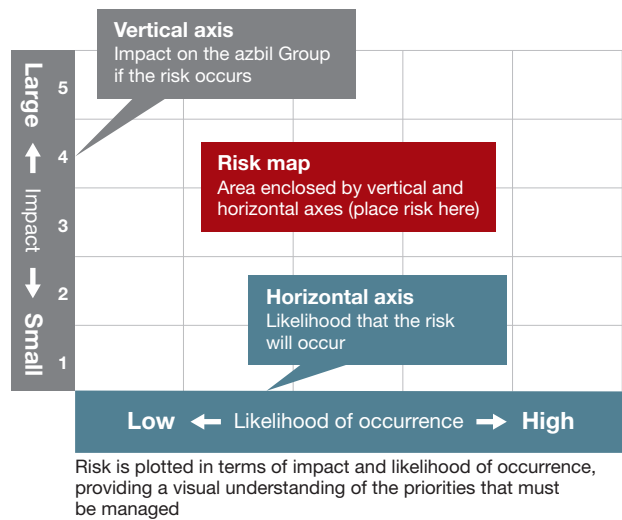 Vertical axis
Impact on the azbil Group
if the risk occurs
Large
Impact
Small
5
4
3
2
1
Risk map
Area enclosed by vertical and
horizontal axes (place risk here)
Horizontal axis
Likelihood that the risk
will occur
Low ← Likelihood of occurrence → High
Risk is plotted in terms of impact and likelihood of occurrence,
providing a visual understanding of the priorities that must
be managed